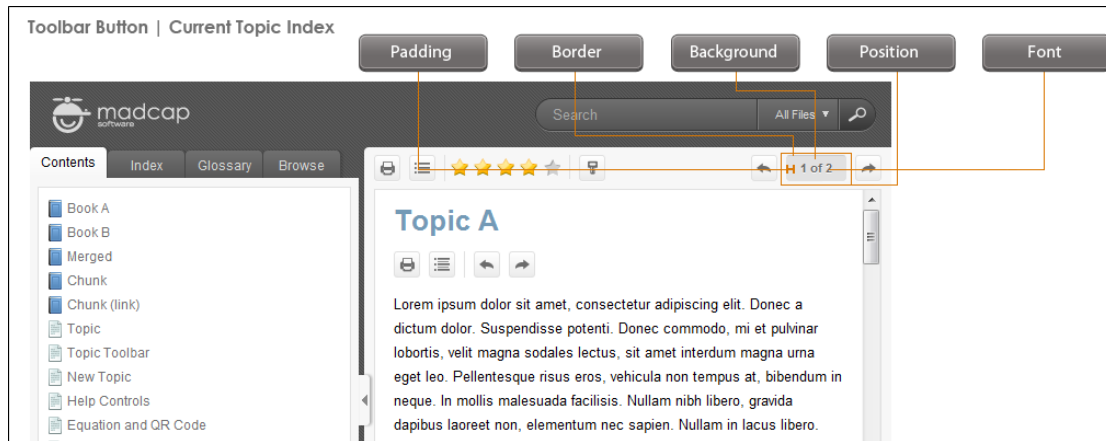 Toolbar Button | Current Topic Index
Padding
Border
Background
Position
Font
madcap
software
Search
All Files
Contents
Index
Glossary
Browse
1 of 2
Book A
Book B
Merged
Chunk
Chunk (link)
Topic
Topic Toolbar
New Topic
Help Controls
Equation and QR Code
Topic A
Lorem ipsum dolor sit amet, consectetur adipiscing elit. Donec a
dictum dolor. Suspendisse potenti. Donec commodo, mi et pulvinar
lobortis, velit magna sodales lectus, sit amet interdum magna urna
eget leo. Pellentesque risus eros, vehicula non tempus at, bibendum in
neque. In mollis malesuada facilisis. Nullam nibh libero, gravida
dapibus laoreet non, elementum nec sapien. Nullam in lacus libero.